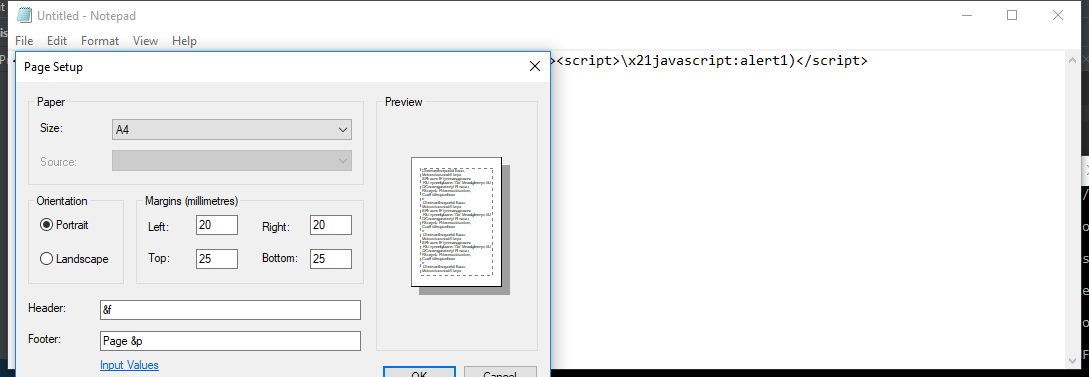 Untitled - Notepad
File Edit Format View Help
><script>\x21javascript:alert1)</script>
Page Setup
Paper
Size: A4
Source:
Orientation
Portrait
Landscape
Margins (millimetres)
Left: 20 Right: 20
Top: 25 Bottom: 25
Preview
Header: &f
Footer: Page &p
Input Values
OK Cancel